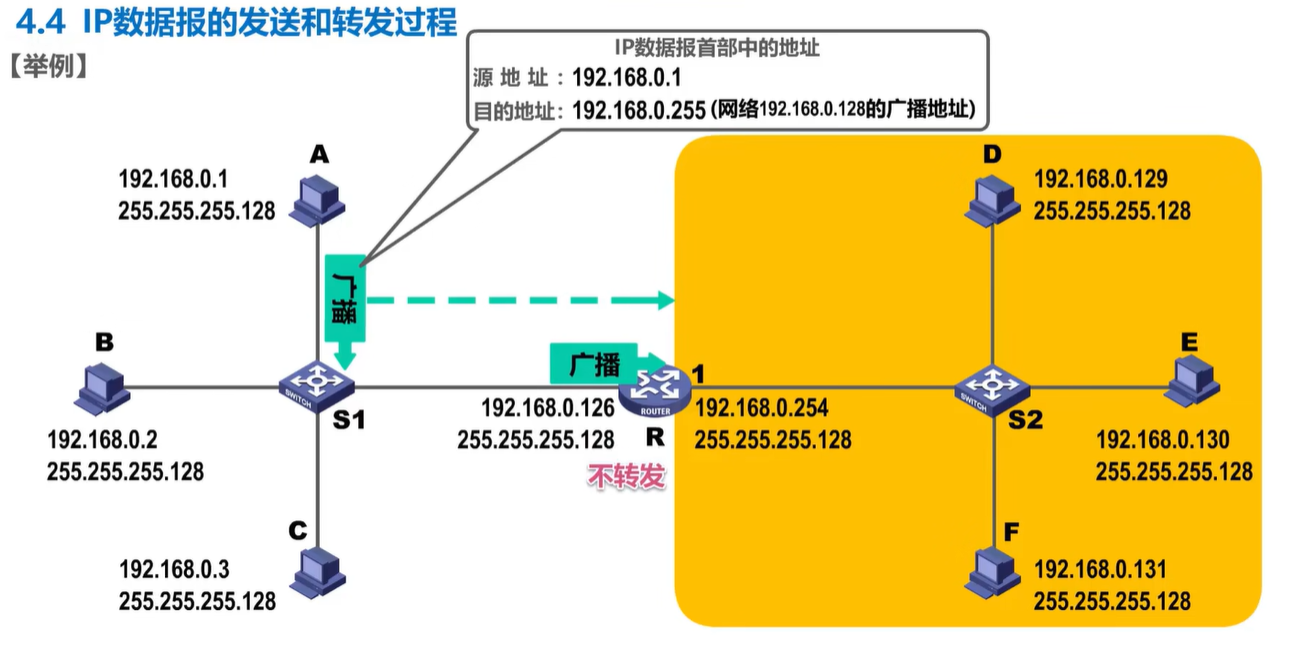 4.4 IP数据报的发送和转发过程
【举例】
IP数据报首部中的地址
源 地 址 : 192.168.0.1
目的地址: 192.168.0.255 (网络192.168.0.128的广播地址)
A
192.168.0.1
255.255.255.128
D
192.168.0.129
255.255.255.128
广播
B
192.168.0.2
255.255.255.128
SWITCH
S1
广播
192.168.0.126
255.255.255.128
ROUTER
R
不转发
1
192.168.0.254
255.255.255.128
SWITCH
S2
E
192.168.0.130
255.255.255.128
C
192.168.0.3
255.255.255.128
F
192.168.0.131
255.255.255.128